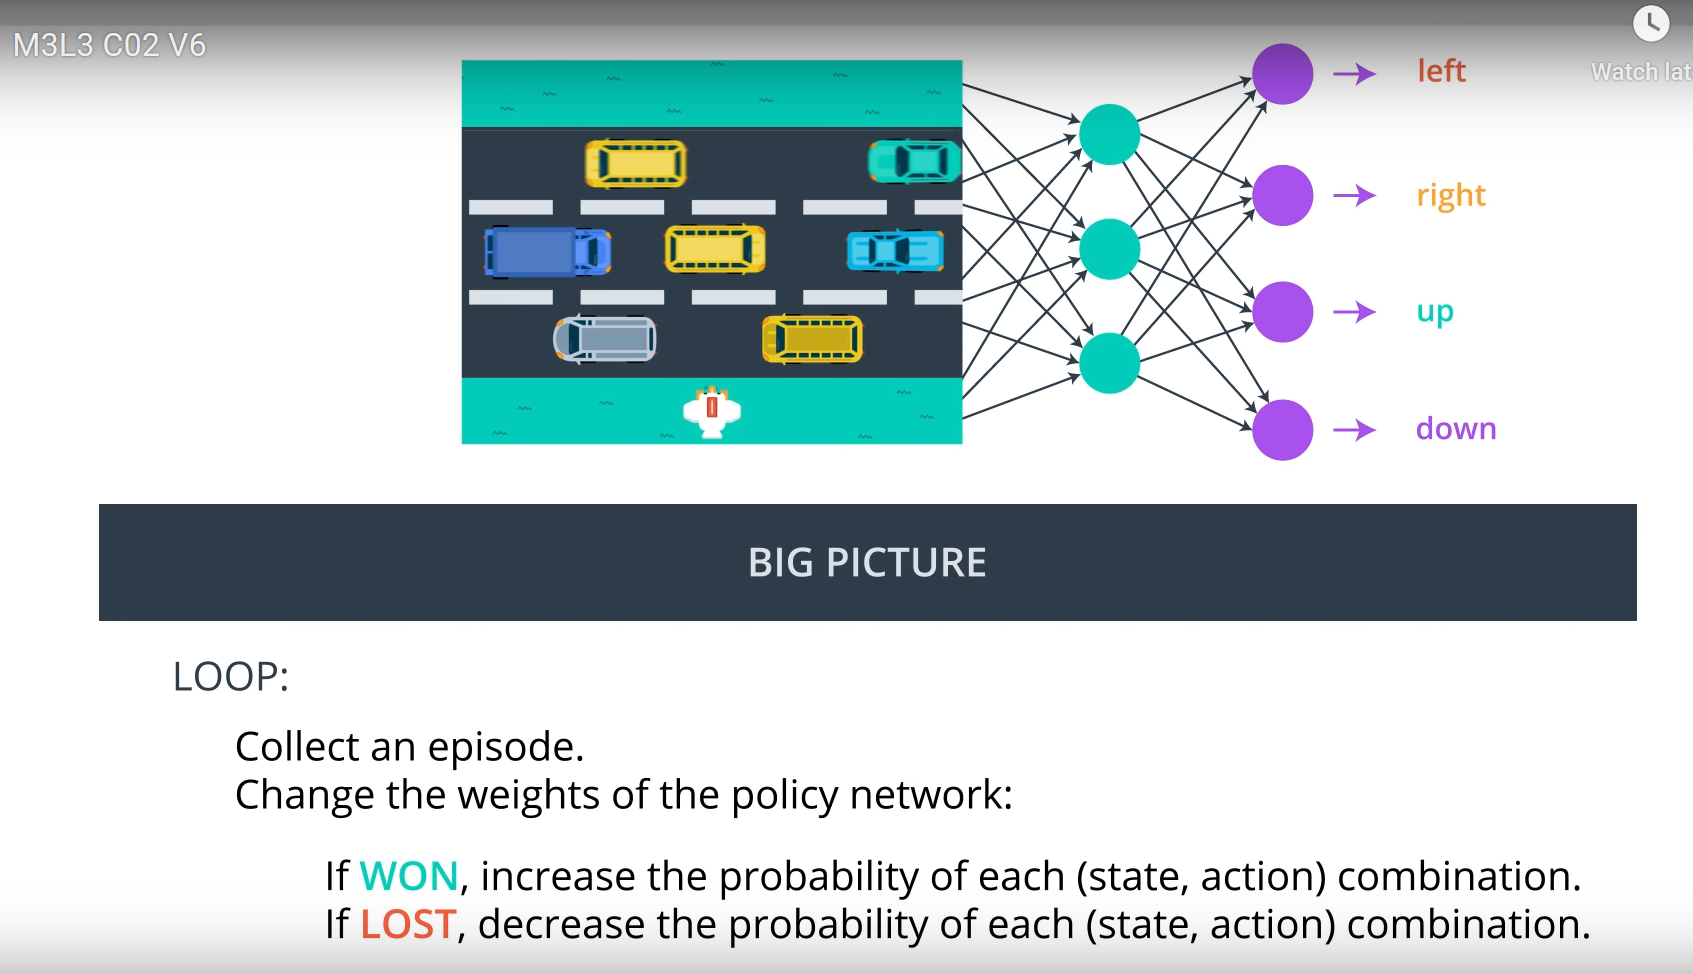 M3L3 C02 V6
Watch lat
left
right
up
down
BIG PICTURE
LOOP:
Collect an episode.
Change the weights of the policy network:
If WON, increase the probability of each (state, action) combination.
If LOST, decrease the probability of each (state, action) combination.